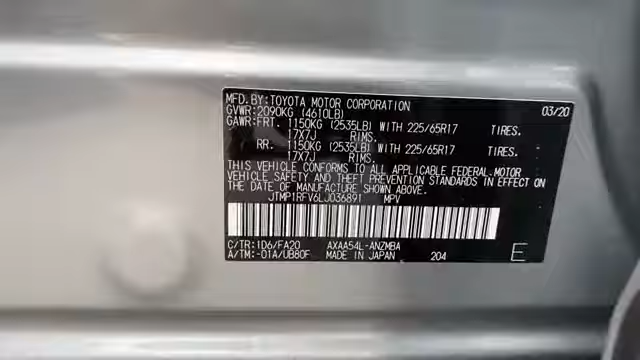 MFD. BY: TOYOTA MOTOR CORPORATION 03/20
GVWR: 2090KG (4610LB)
GAWR: FRT. 1150KG (2535LB) WITH 225/65R17 TIRES.
17X7J RIMS.
RR. 1150KG (2535LB) WITH 225/65R17 TIRES.
17X7J RIMS.
THIS VEHICLE CONFORMS TO ALL APPLICABLE FEDERAL MOTOR
VEHICLE SAFETY AND THEFT PREVENTION STANDARDS IN EFFECT ON
THE DATE OF MANUFACTURE SHOWN ABOVE.
JTMP1RFV6LJ036891 MPV
C/TR: 1D6/FA20 AXAA54L-ANZMBA
A/TM: -01A/UB80F MADE IN JAPAN 204 E